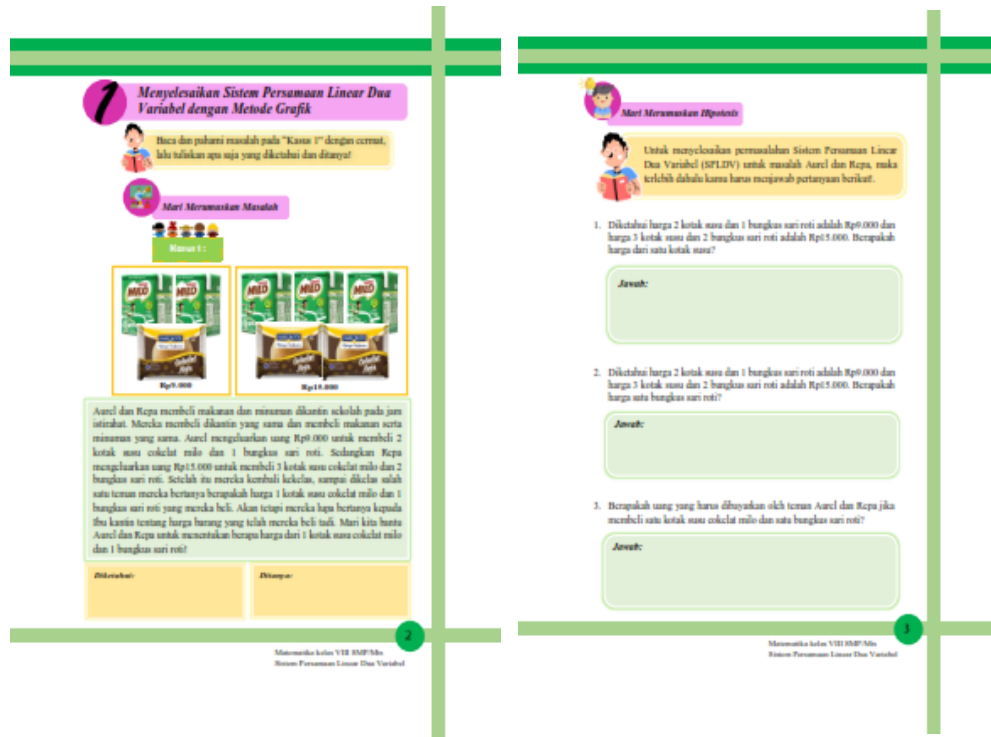 1
Menyelesaikan Sistem Persamaan Linear Dua
Variabel dengan Metode Grafik
Baca dan pahami masalah pada "Kasus 1" dengan cermat,
lalu tuliskan apa saja yang diketahui dan ditanya!
Mari Merumuskan Masalah
Kasus 1 :
MILO MILO
MILO MILO MILO
Rp9.000
Rp15.000
Aurel dan Repa membeli makanan dan minuman dikantin sekolah pada jam
istirahat. Mereka membeli dikantin yang sama dan membeli makanan serta
minuman yang sama. Aurel mengeluarkan uang Rp9.000 untuk membeli 2
kotak susu cokelat milo dan 1 bungkus sari roti. Sedangkan Repa
mengeluarkan uang Rp15.000 untuk membeli 3 kotak susu cokelat milo dan 2
bungkus sari roti. Setelah itu mereka kembali kekelas, sampai dikelas salah
satu teman mereka bertanya berapakah harga 1 kotak susu cokelat milo dan 1
bungkus sari roti yang mereka beli. Akan tetapi mereka lupa bertanya kepada
Ibu kantin tentang harga barang yang telah mereka beli tadi. Mari kita bantu
Aurel dan Repa untuk menentukan berapa harga dari 1 kotak susu cokelat milo
dan 1 bungkus sari roti!
Diketahui:
Ditanya:
2
Matematika kelas VIII SMP/Mts
Sistem Persamaan Linear Dua Variabel
Mari Merumuskan Hipotesis
Untuk menyelesaikan permasalahan Sistem Persamaan Linear
Dua Variabel (SPLDV) untuk masalah Aurel dan Repa, maka
terlebih dahulu kamu harus menjawab pertanyaan berikut!.
1. Diketahui harga 2 kotak susu dan 1 bungkus sari roti adalah Rp9.000 dan
harga 3 kotak susu dan 2 bungkus sari roti adalah Rp15.000. Berapakah
harga dari satu kotak susu?
Jawab:
2. Diketahui harga 2 kotak susu dan 1 bungkus sari roti adalah Rp9.000 dan
harga 3 kotak susu dan 2 bungkus sari roti adalah Rp15.000. Berapakah
harga satu bungkus sari roti?
Jawab:
3. Berapakah uang yang harus dibayarkan oleh teman Aurel dan Repa jika
membeli satu kotak susu cokelat milo dan satu bungkus sari roti?
Jawab:
3
Matematika kelas VIII SMP/Mts
Sistem Persamaan Linear Dua Variabel